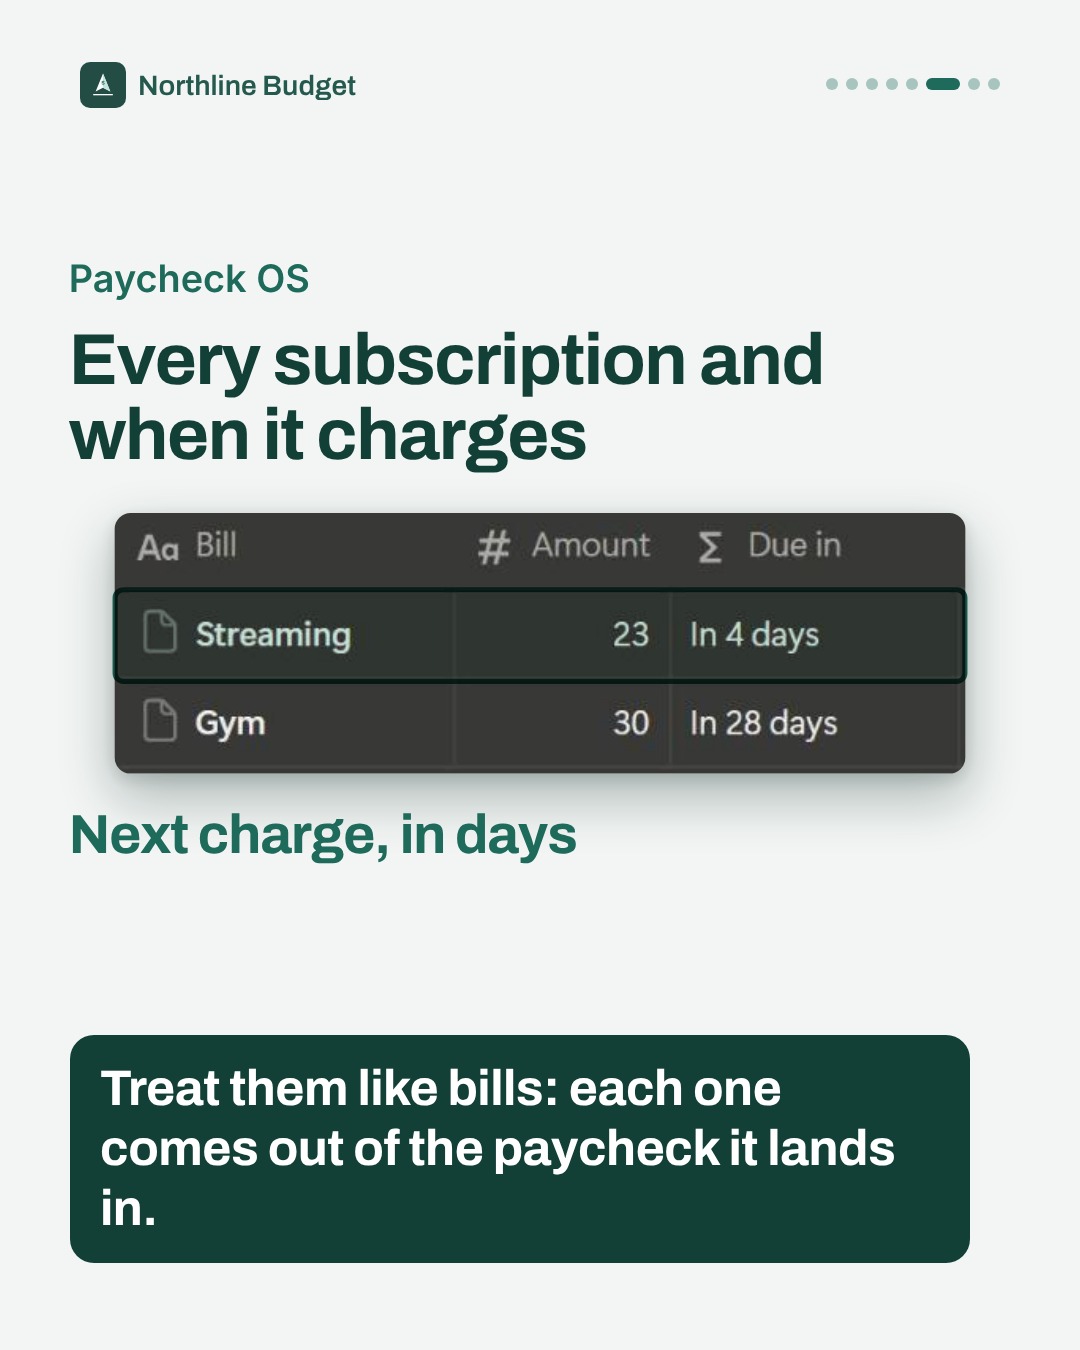 Northline Budget
Paycheck OS
Every subscription and
when it charges
Aa Bill # Amount Σ Due in
Streaming 23 In 4 days
Gym 30 In 28 days
Next charge, in days
Treat them like bills: each one
comes out of the paycheck it lands
in.